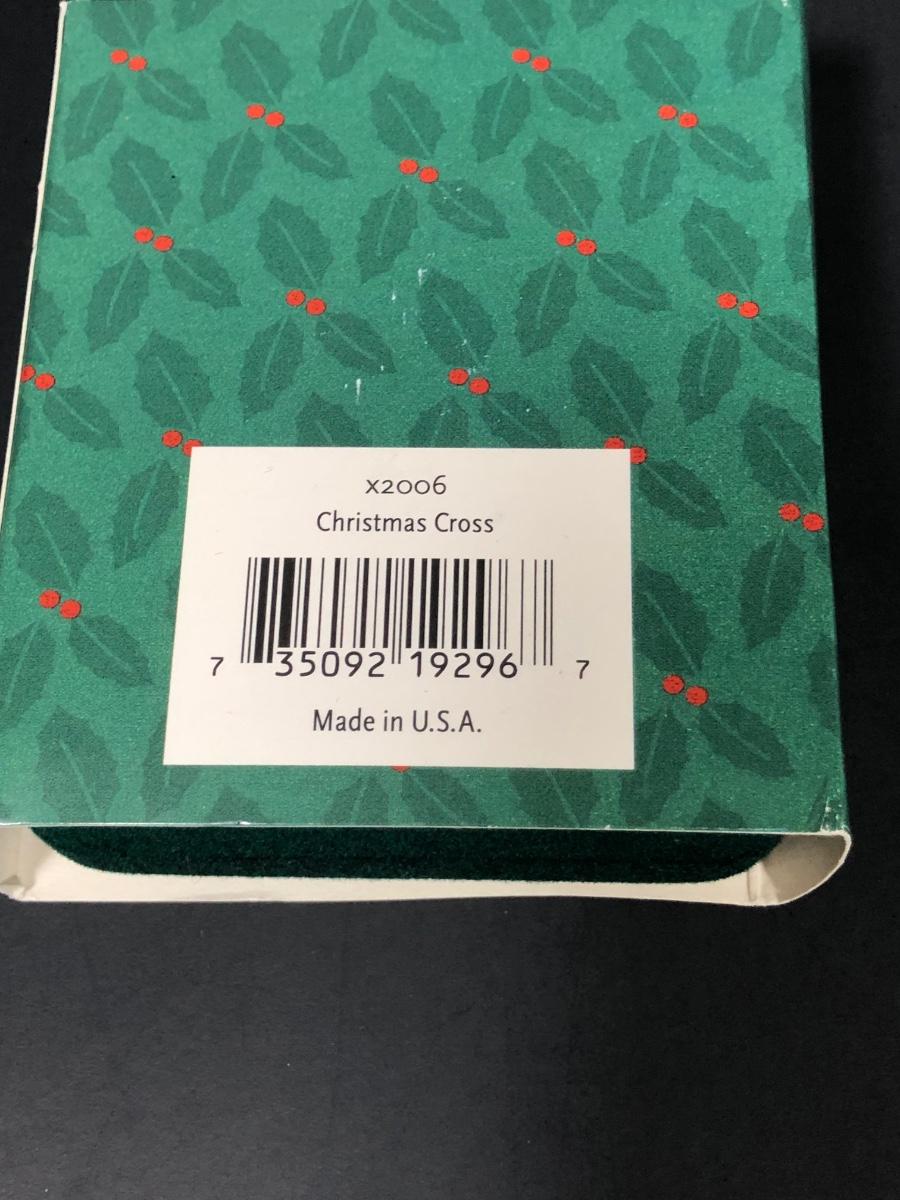 x2006
Christmas Cross
7 35092 19296 7
Made in U.S.A.